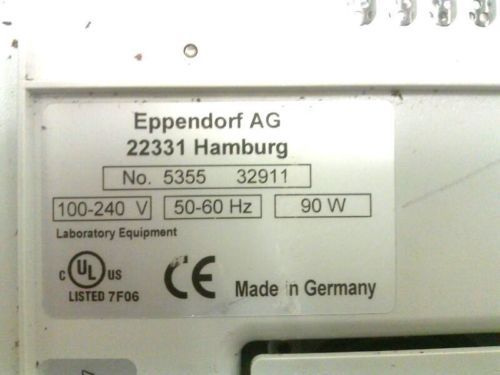 Eppendorf AG
22331 Hamburg
No. 5355 32911
100-240 V 50-60 Hz 90 W
Laboratory Equipment
C UL US CE
LISTED 7F06 Made in Germany